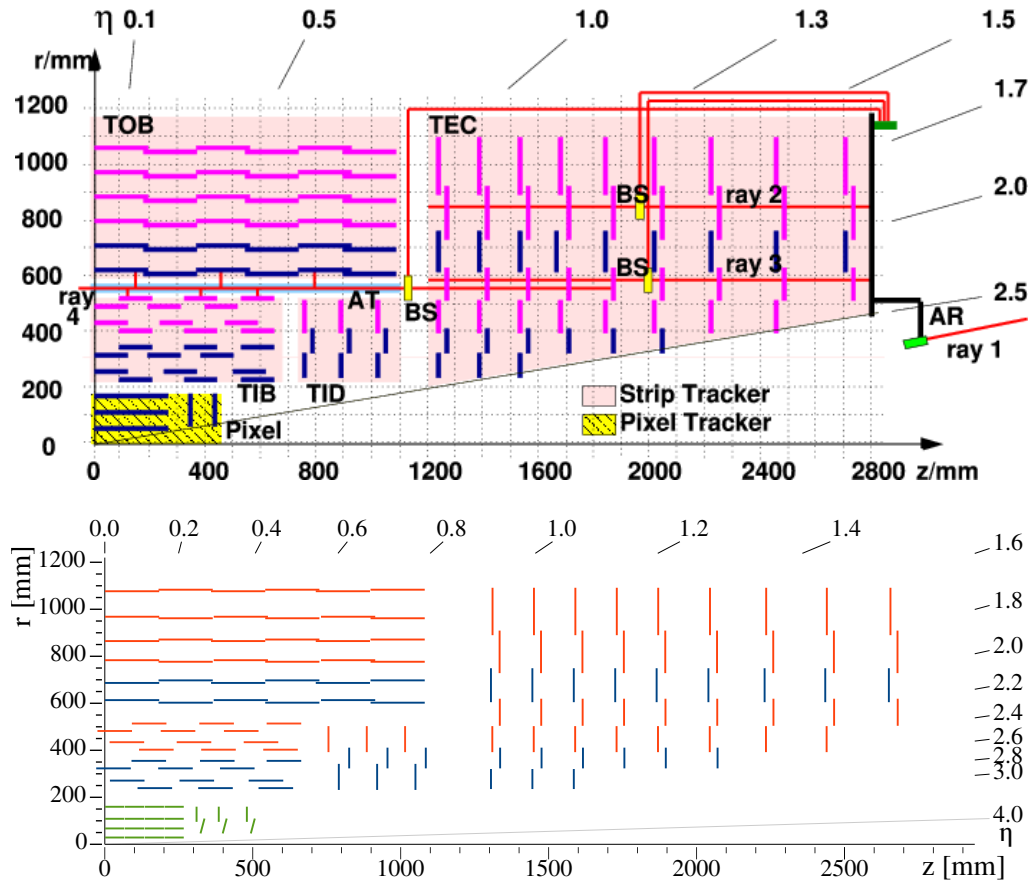 η 0.1 0.5 1.0 1.3 1.5
r/mm
1.7
1200
TOB
TEC
1000
2.0
BS
ray 2
800
600
BS
ray 3
ray 4
AT
BS
2.5
400
AR
ray 1
200
TIB
TID
Strip Tracker
Pixel
Pixel Tracker
0
0 400 800 1200 1600 2000 2400 2800 z/mm
0.0 0.2 0.4 0.6 0.8 1.0 1.2 1.4 1.6
r [mm]
1200
1000
1.8
800
2.0
600
2.2
2.4
400
2.6
2.8
3.0
200
4.0
0
η
0 500 1000 1500 2000 2500
z [mm]